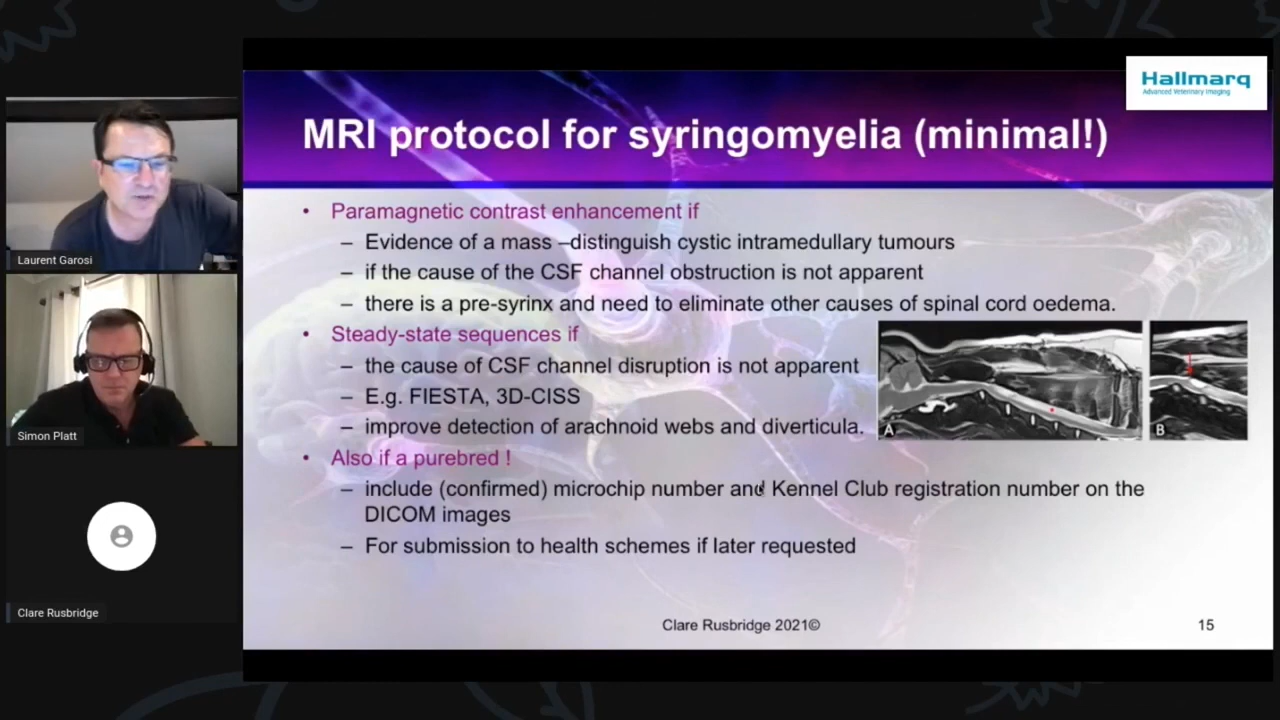 Hallmarq
Advanced Veterinary Imaging
MRI protocol for syringomyelia (minimal!)
• Paramagnetic contrast enhancement if
– Evidence of a mass –distinguish cystic intramedullary tumours
– if the cause of the CSF channel obstruction is not apparent
– there is a pre-syrinx and need to eliminate other causes of spinal cord oedema.
• Steady-state sequences if
– the cause of CSF channel disruption is not apparent
– E.g. FIESTA, 3D-CISS
– improve detection of arachnoid webs and diverticula.
A
B
• Also if a purebred !
– include (confirmed) microchip number and Kennel Club registration number on the
DICOM images
– For submission to health schemes if later requested
Clare Rusbridge 2021©
15
Laurent Garosi
Simon Platt
Clare Rusbridge